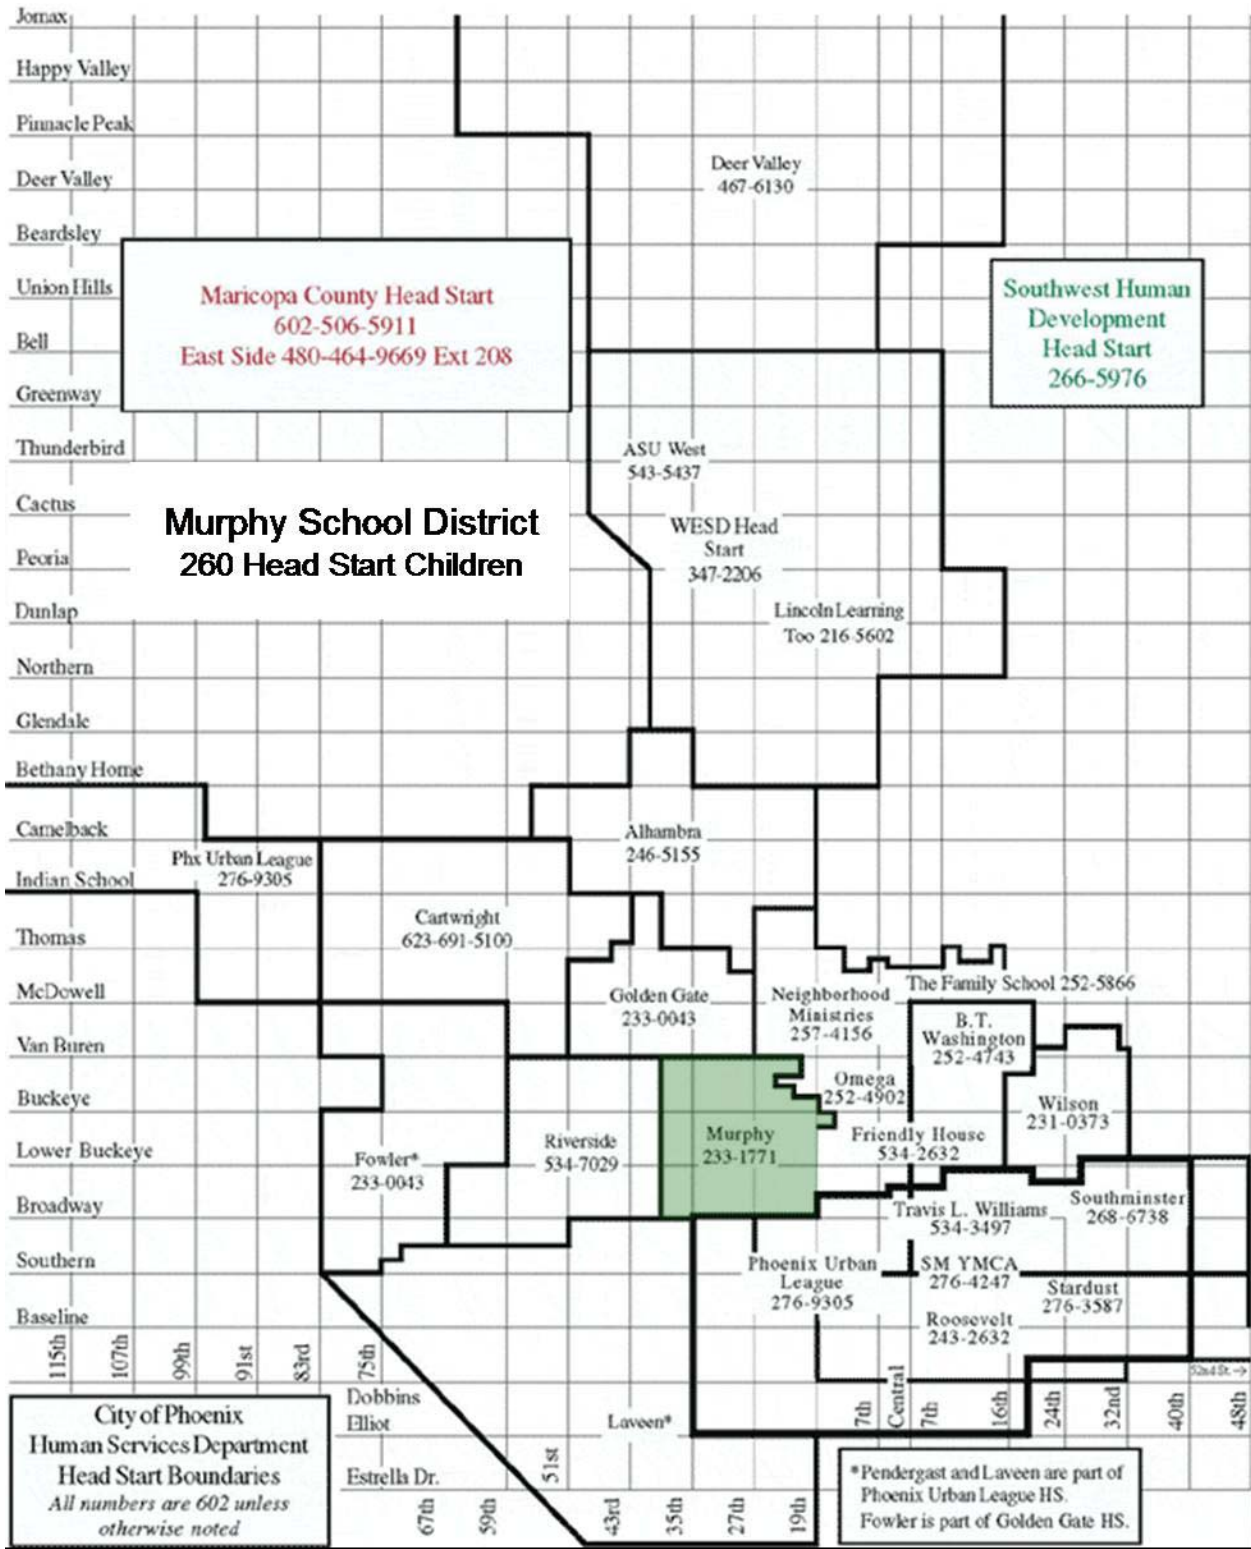 Jomax
Happy Valley
Pinnacle Peak
Deer Valley
Beardsley
Union Hills
Bell
Greenway
Thunderbird
Cactus
Peoria
Dunlap
Northern
Glendale
Bethany Home
Camelback
Indian School
Thomas
McDowell
Van Buren
Buckeye
Lower Buckeye
Broadway
Southern
Baseline
Dobbins
Elliot
Estrella Dr.
Deer Valley
467-6130
Maricopa County Head Start
602-506-5911
East Side 480-464-9669 Ext 208
Southwest Human
Development
Head Start
266-5976
Murphy School District
260 Head Start Children
ASU West
543-5437
WESD Head
Start
347-2206
Lincoln Learning
Too 216-5602
Alhambra
246-5155
Phx Urban League
276-9305
Cartwright
623-691-5100
Golden Gate
233-0043
Neighborhood
Ministries
257-4156
The Family School 252-5866
B.T.
Washington
252-4743
Omega
252-4902
Wilson
231-0373
Friendly House
534-2632
Murphy
233-1771
Riverside
534-7029
Fowler*
233-0043
Travis L. Williams
534-3497
Southminster
268-6738
Phoenix Urban
League
276-9305
SM YMCA
276-4247
Stardust
276-3587
Roosevelt
243-2632
Laveen*
115th
107th
99th
91st
83rd
75th
67th
59th
51st
43rd
35th
27th
19th
7th
Central
7th
16th
24th
32nd
40th
48th
52nd St. →
City of Phoenix
Human Services Department
Head Start Boundaries
All numbers are 602 unless
otherwise noted
*Pendergast and Laveen are part of
Phoenix Urban League HS.
Fowler is part of Golden Gate HS.